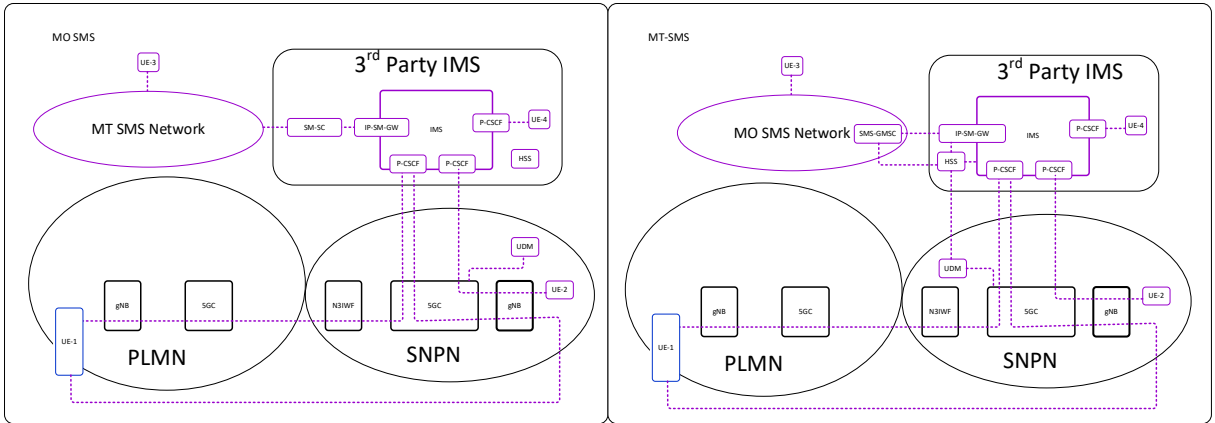 MO SMS
UE-3
3rd Party IMS
MT SMS Network
SM-SC
IP-SM-GW
IMS
P-CSCF
UE-4
HSS
P-CSCF
P-CSCF
UDM
gNB
5GC
N3IWF
5GC
gNB
UE-2
UE-1
PLMN
SNPN
MT-SMS
UE-3
3rd Party IMS
MO SMS Network
SMS-GMSC
IP-SM-GW
IMS
P-CSCF
UE-4
HSS
P-CSCF
P-CSCF
UDM
gNB
5GC
N3IWF
5GC
gNB
UE-2
UE-1
PLMN
SNPN